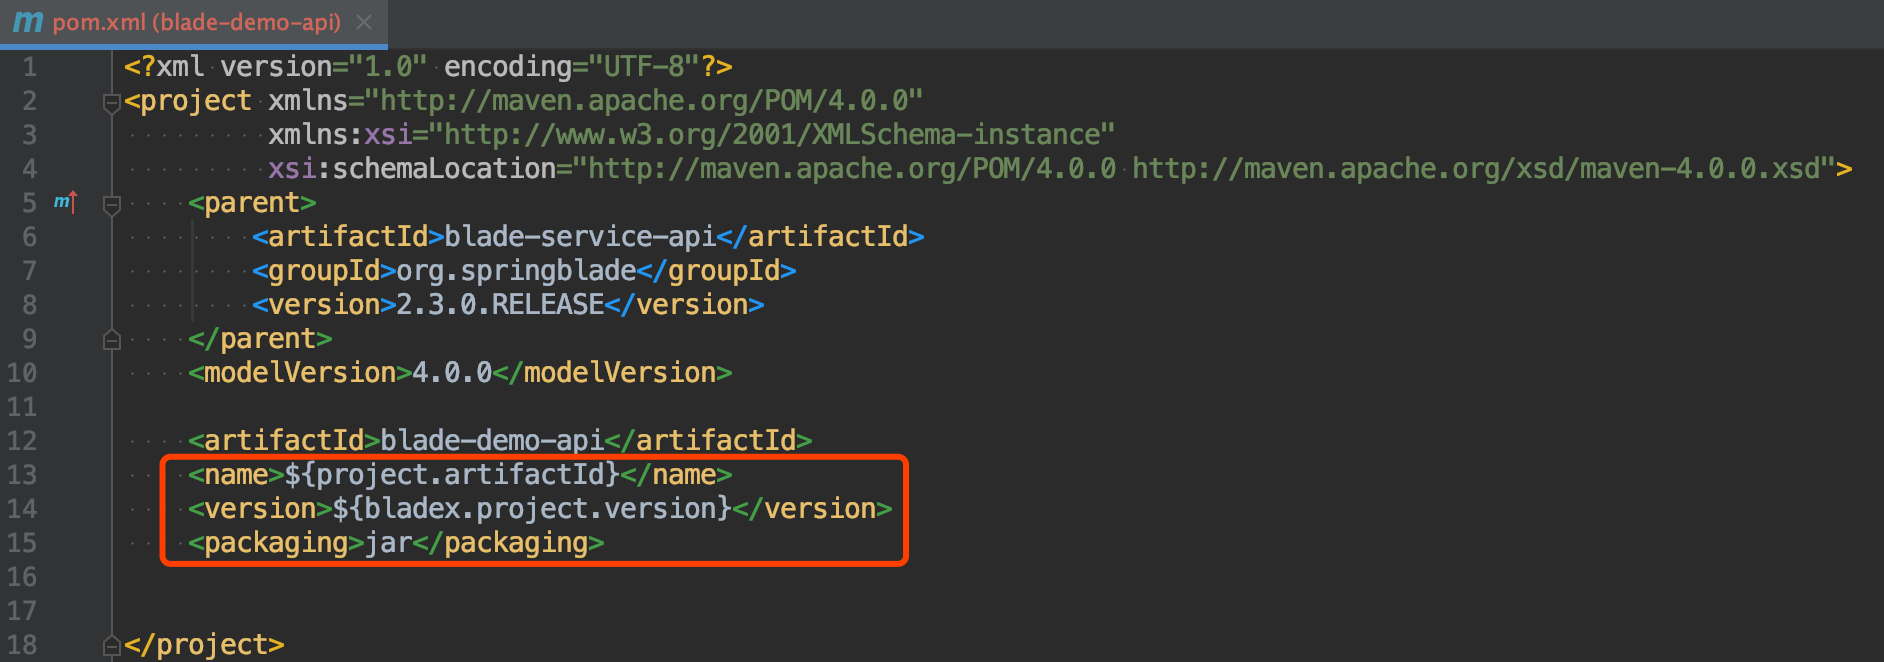 m pom.xml (blade-demo-api) ×
1 <?xml version="1.0" encoding="UTF-8"?>
2 <project xmlns="http://maven.apache.org/POM/4.0.0"
3 xmlns:xsi="http://www.w3.org/2001/XMLSchema-instance"
4 xsi:schemaLocation="http://maven.apache.org/POM/4.0.0 http://maven.apache.org/xsd/maven-4.0.0.xsd">
5 m <parent>
6 <artifactId>blade-service-api</artifactId>
7 <groupId>org.springblade</groupId>
8 <version>2.3.0.RELEASE</version>
9 </parent>
10 <modelVersion>4.0.0</modelVersion>
11
12 <artifactId>blade-demo-api</artifactId>
13 <name>${project.artifactId}</name>
14 <version>${bladex.project.version}</version>
15 <packaging>jar</packaging>
16
17
18 </project>